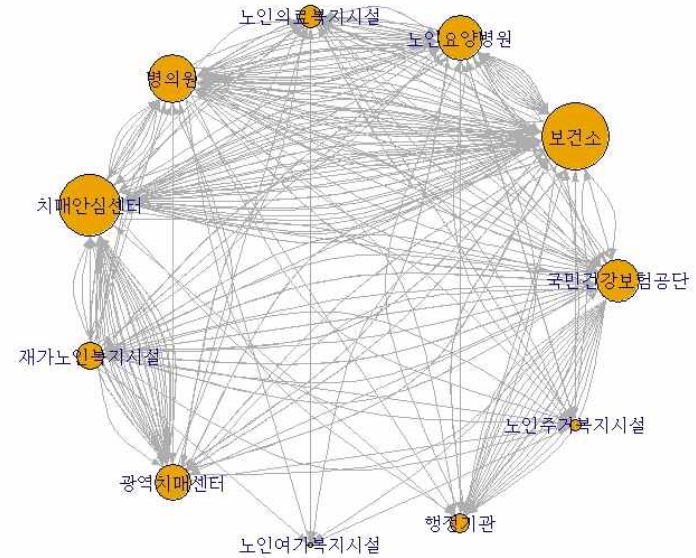 노인의료복지시설
노인요양병원
병의원
보건소
치매안심센터
국민건강보험공단
재가노인복지시설
노인주거복지시설
광역치매센터
행정기관
노인여가복지시설